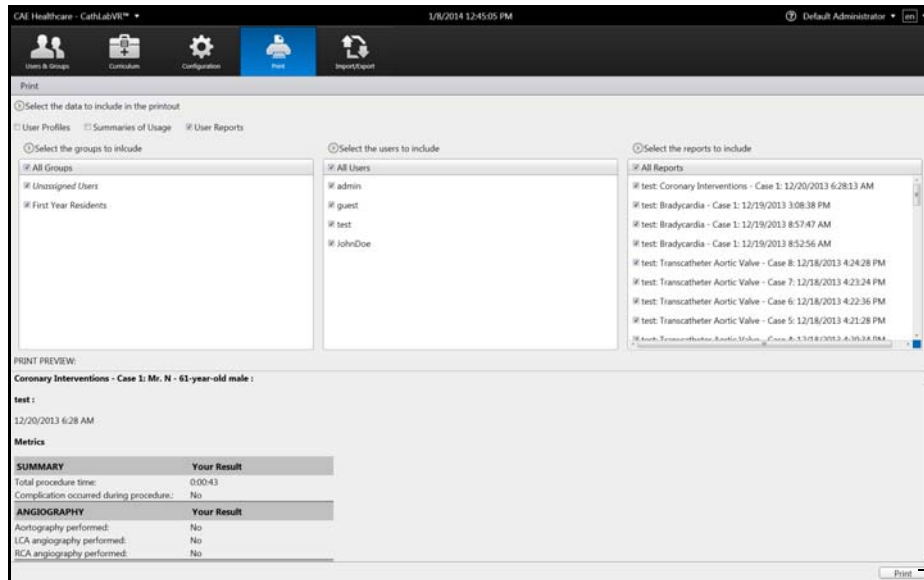 CAE Healthcare - CathLabVR™
1/8/2014 12:45:05 PM
Default Administrator
en
Users & Groups
Curriculum
Configuration
Print
Import/Export
Print
Select the data to include in the printout
User Profiles
Summaries of Usage
User Reports
Select the groups to inlcude
Select the users to include
Select the reports to include
All Groups
Unassigned Users
First Year Residents
All Users
admin
guest
test
JohnDoe
All Reports
test: Coronary Interventions - Case 1: 12/20/2013 6:28:13 AM
test: Bradycardia - Case 1: 12/19/2013 3:08:38 PM
test: Bradycardia - Case 1: 12/19/2013 8:57:47 AM
test: Bradycardia - Case 1: 12/19/2013 8:52:56 AM
test: Transcatheter Aortic Valve - Case 8: 12/18/2013 4:24:28 PM
test: Transcatheter Aortic Valve - Case 7: 12/18/2013 4:23:24 PM
test: Transcatheter Aortic Valve - Case 6: 12/18/2013 4:22:36 PM
test: Transcatheter Aortic Valve - Case 5: 12/18/2013 4:21:28 PM
test: Transcatheter Aortic Valve - Case 4: 12/18/2013
PRINT PREVIEW:
Coronary Interventions - Case 1: Mr. N - 61-year-old male :
test :
12/20/2013 6:28 AM
Metrics
SUMMARY Your Result
Total procedure time: 0:00:43
Complication occurred during procedure.: No
ANGIOGRAPHY Your Result
Aortography performed: No
LCA angiography performed: No
RCA angiography performed: No
Print